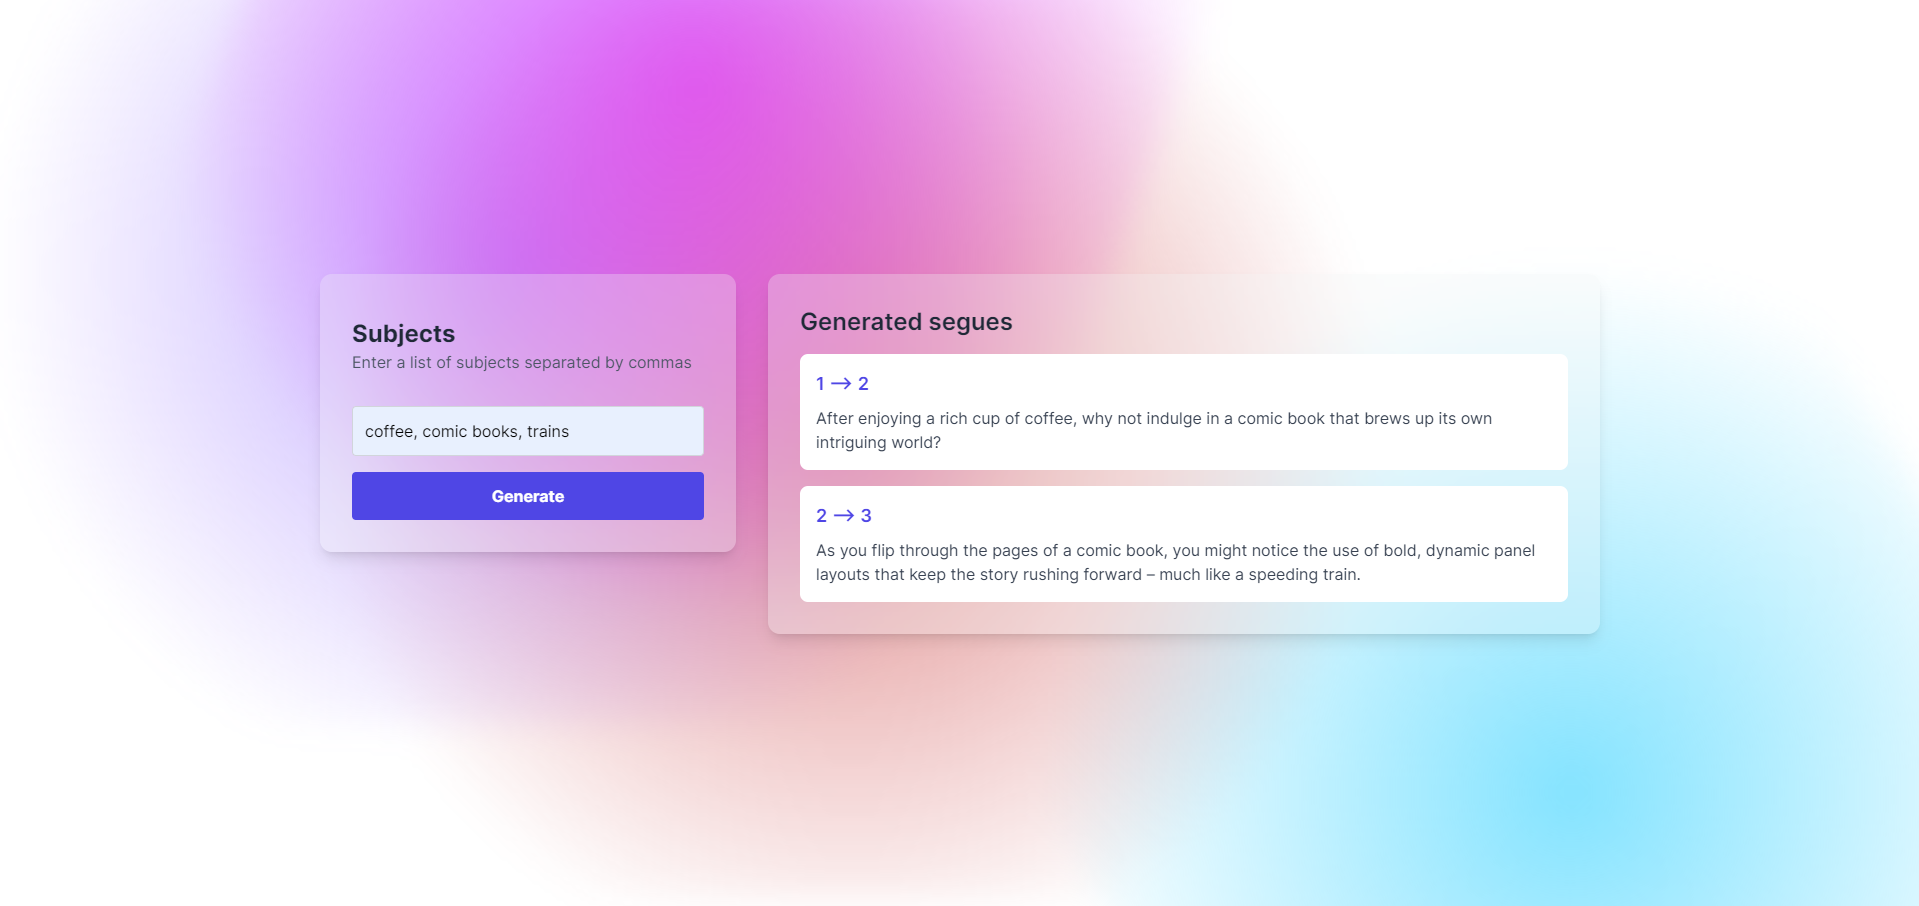 Subjects
Enter a list of subjects separated by commas
coffee, comic books, trains
Generate
Generated segues
1 → 2
After enjoying a rich cup of coffee, why not indulge in a comic book that brews up its own
intriguing world?
2 → 3
As you flip through the pages of a comic book, you might notice the use of bold, dynamic panel
layouts that keep the story rushing forward – much like a speeding train.